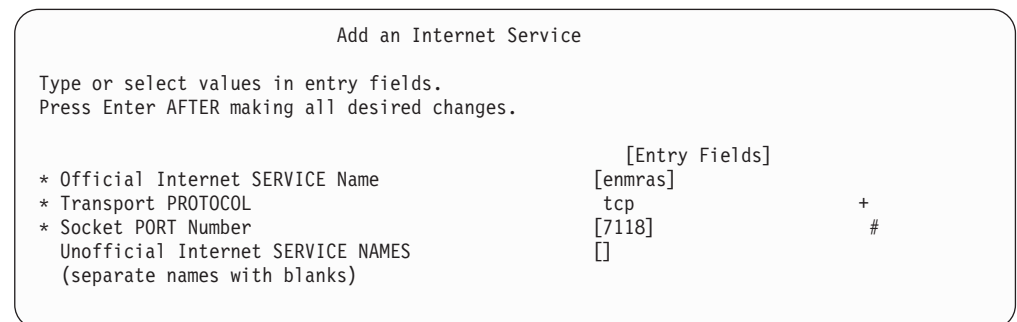 Add an Internet Service
Type or select values in entry fields.
Press Enter AFTER making all desired changes.
[Entry Fields]
* Official Internet SERVICE Name [enmras]
* Transport PROTOCOL tcp +
* Socket PORT Number [7118] #
Unofficial Internet SERVICE NAMES []
(separate names with blanks)